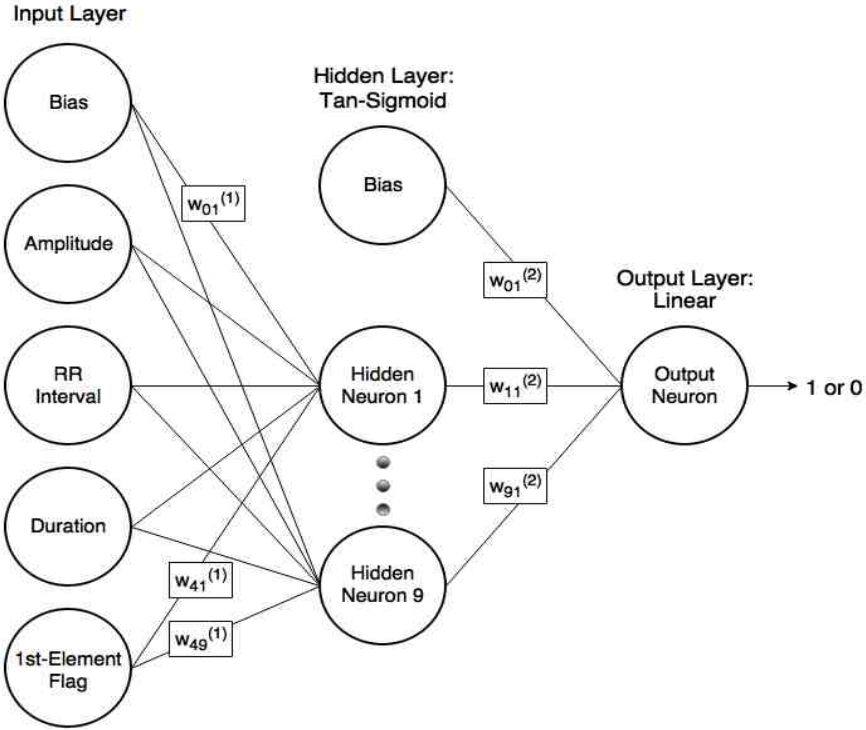 Input Layer
Bias
Amplitude
RR
Interval
Duration
1st-Element
Flag
w01(1)
w41(1)
w49(1)
Hidden Layer:
Tan-Sigmoid
Bias
Hidden
Neuron 1
Hidden
Neuron 9
w01(2)
w11(2)
w91(2)
Output Layer:
Linear
Output
Neuron
1 or 0